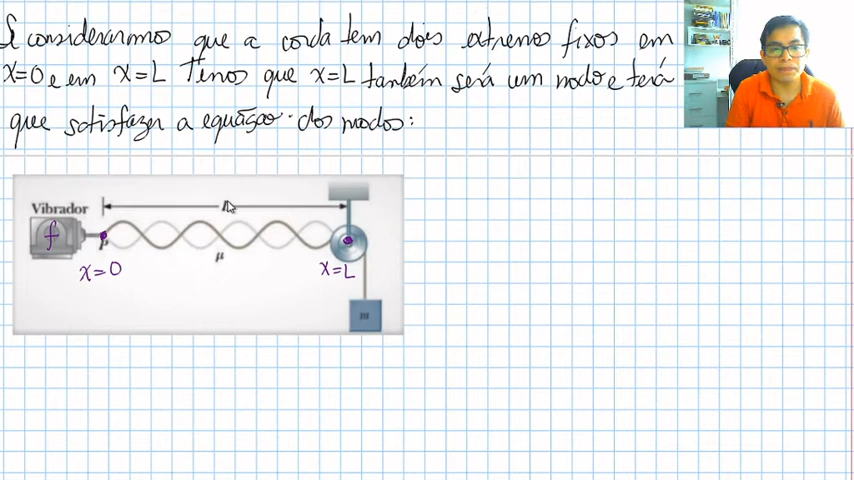 Se considerarmos que a corda tem dois extremos fixos em
x=0 e em x=L Temos que x=L também será um nodo e terá
que satisfazer a equação dos nodos:
L
Vibrador
f
P
μ
x=0
x=L
m